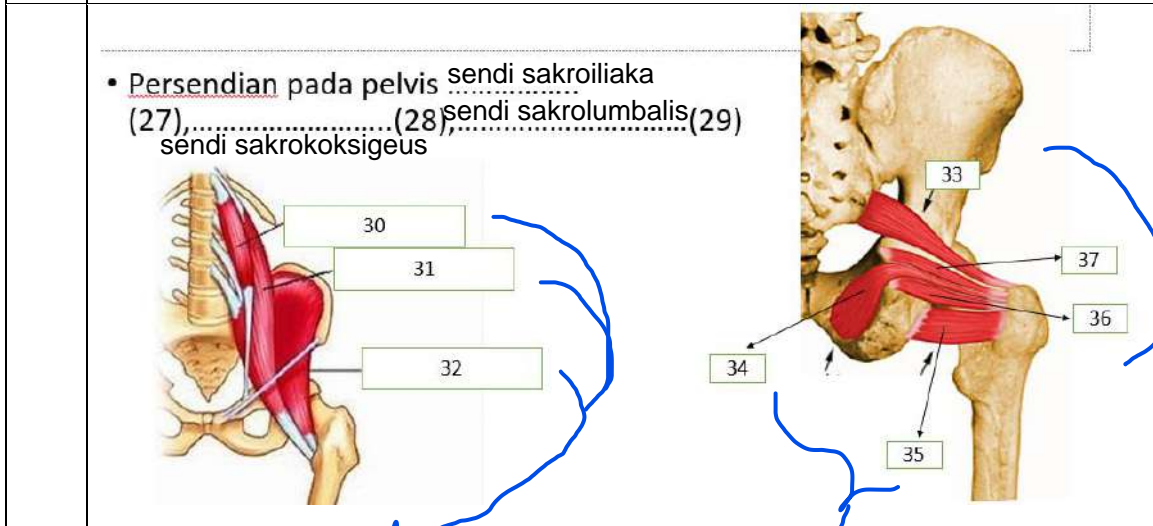 • Persendian pada pelvis sendi sakroiliaka
(27),..........................(28),sendi sakrolumbalis(29)
sendi sakrokoksigeus
30
31
32
33
37
36
34
35